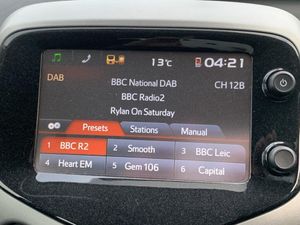 13°C
04:21
DAB
BBC National DAB
CH 12B
BBC Radio2
Rylan On Saturday
Presets Stations Manual
1 BBC R2 2 Smooth 3 BBC Leic
4 Heart EM 5 Gem 106 6 Capital